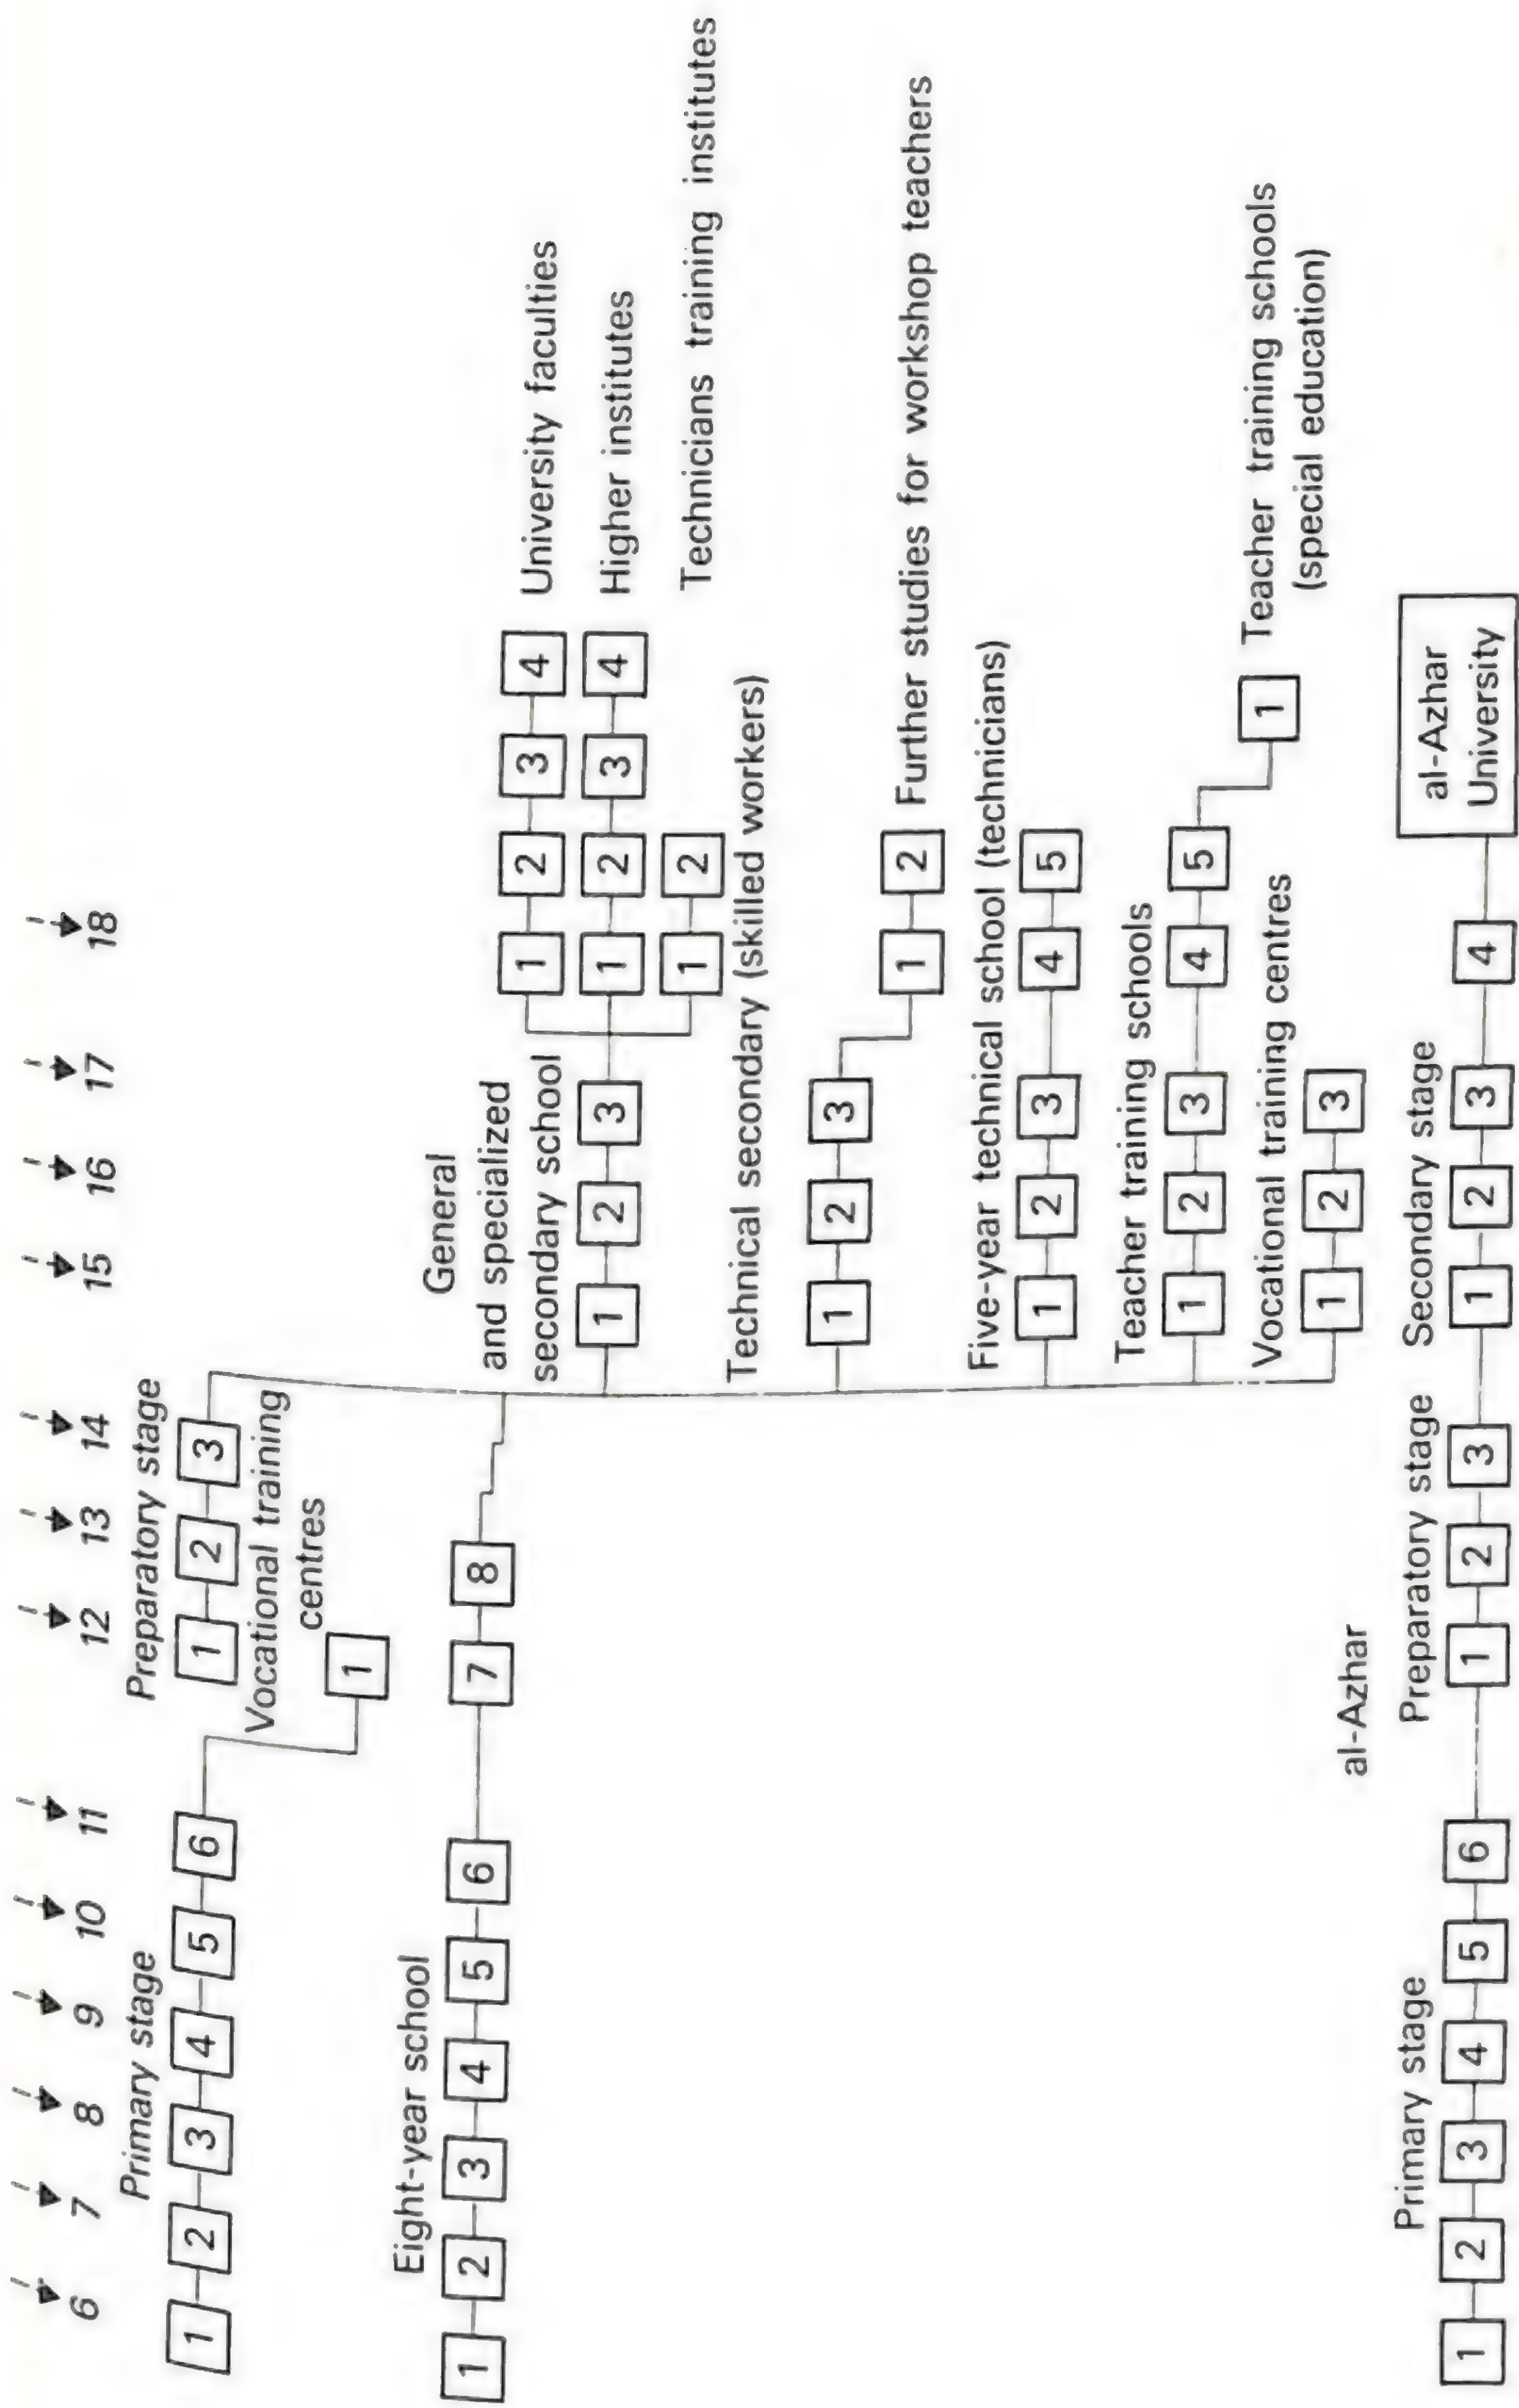 6 7 8 9 10 11 12 13 14 15 16 17 18
Primary stage
1 2 3 4 5 6
Preparatory stage
1 2 3
Vocational training
centres
1
Eight-year school
1 2 3 4 5 6 7 8
General
and specialized
secondary school
1 2 3
1 2 3 4 University faculties
1 2 3 4 Higher institutes
1 2 Technicians training institutes
Technical secondary (skilled workers)
1 2 3
1 2 Further studies for workshop teachers
Five-year technical school (technicians)
1 2 3 4 5
Teacher training schools
1 2 3 4 5
1 Teacher training schools
(special education)
Vocational training centres
1 2 3
al-Azhar
Primary stage
1 2 3 4 5 6
Preparatory stage
1 2 3
Secondary stage
1 2 3 4
al-Azhar
University